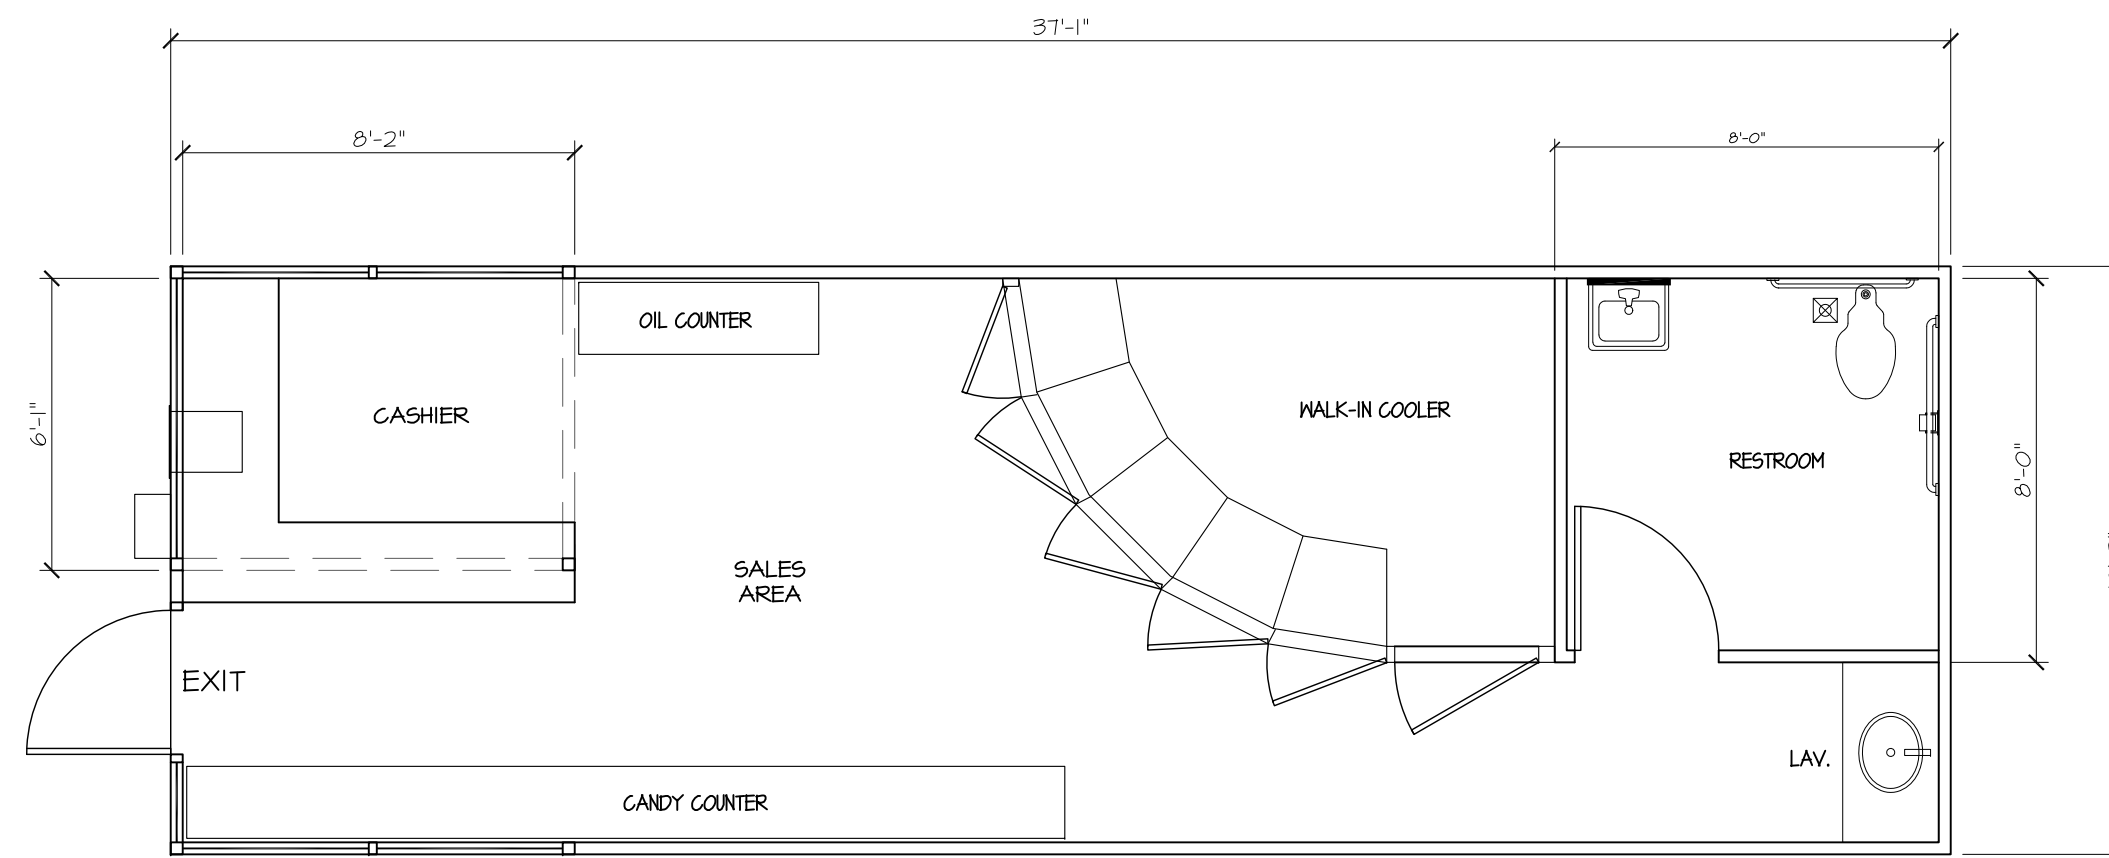 37'-1"
8'-2"
8'-0"
OIL COUNTER
CASHIER
WALK-IN COOLER
6'-1"
RESTROOM
8'-0"
SALES
AREA
EXIT
LAV.
CANDY COUNTER